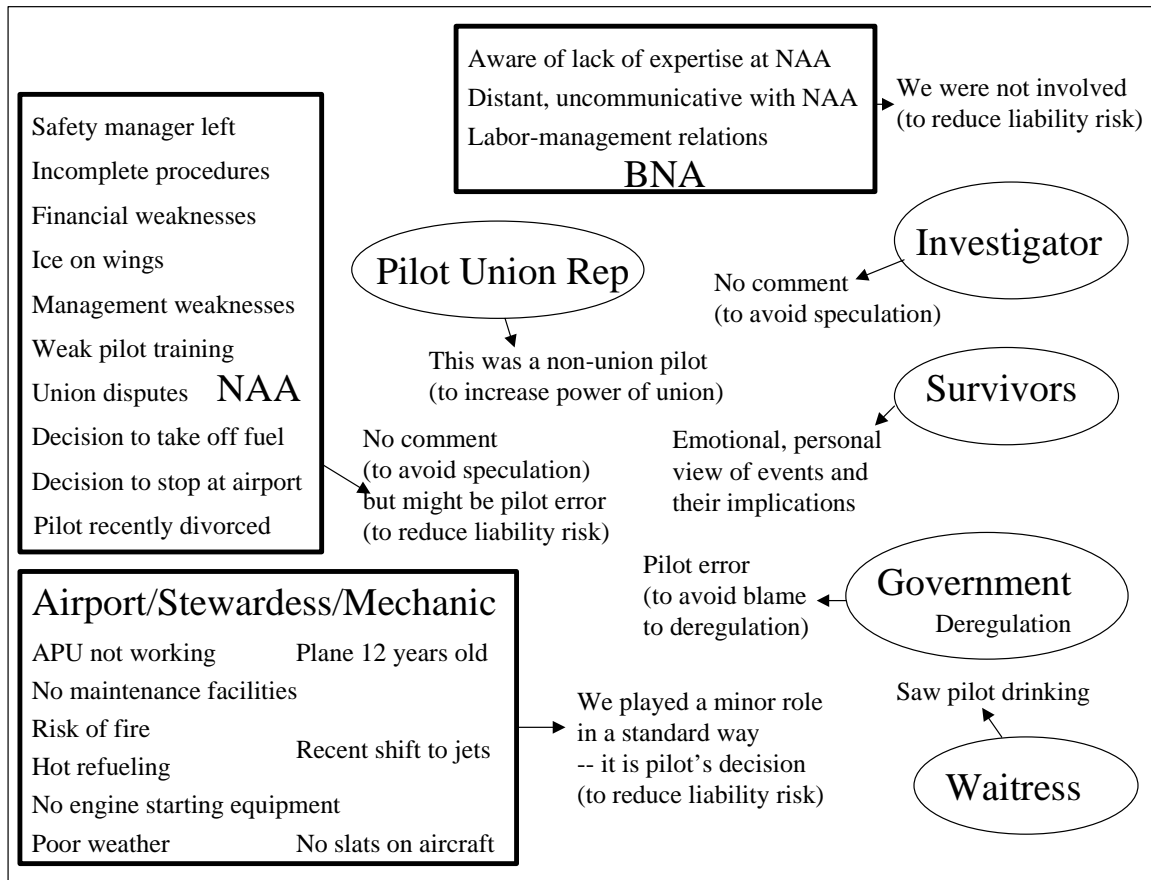 Aware of lack of expertise at NAA
Distant, uncommunicative with NAA
Labor-management relations
BNA
We were not involved
(to reduce liability risk)
Safety manager left
Incomplete procedures
Financial weaknesses
Ice on wings
Management weaknesses
Weak pilot training
Union disputes NAA
Decision to take off fuel
Decision to stop at airport
Pilot recently divorced
No comment
(to avoid speculation)
but might be pilot error
(to reduce liability risk)
Pilot Union Rep
This was a non-union pilot
(to increase power of union)
Investigator
No comment
(to avoid speculation)
Survivors
Emotional, personal
view of events and
their implications
Government
Deregulation
Pilot error
(to avoid blame
to deregulation)
Airport/Stewardess/Mechanic
APU not working Plane 12 years old
No maintenance facilities
Risk of fire
Recent shift to jets
Hot refueling
No engine starting equipment
Poor weather No slats on aircraft
We played a minor role
in a standard way
-- it is pilot's decision
(to reduce liability risk)
Saw pilot drinking
Waitress